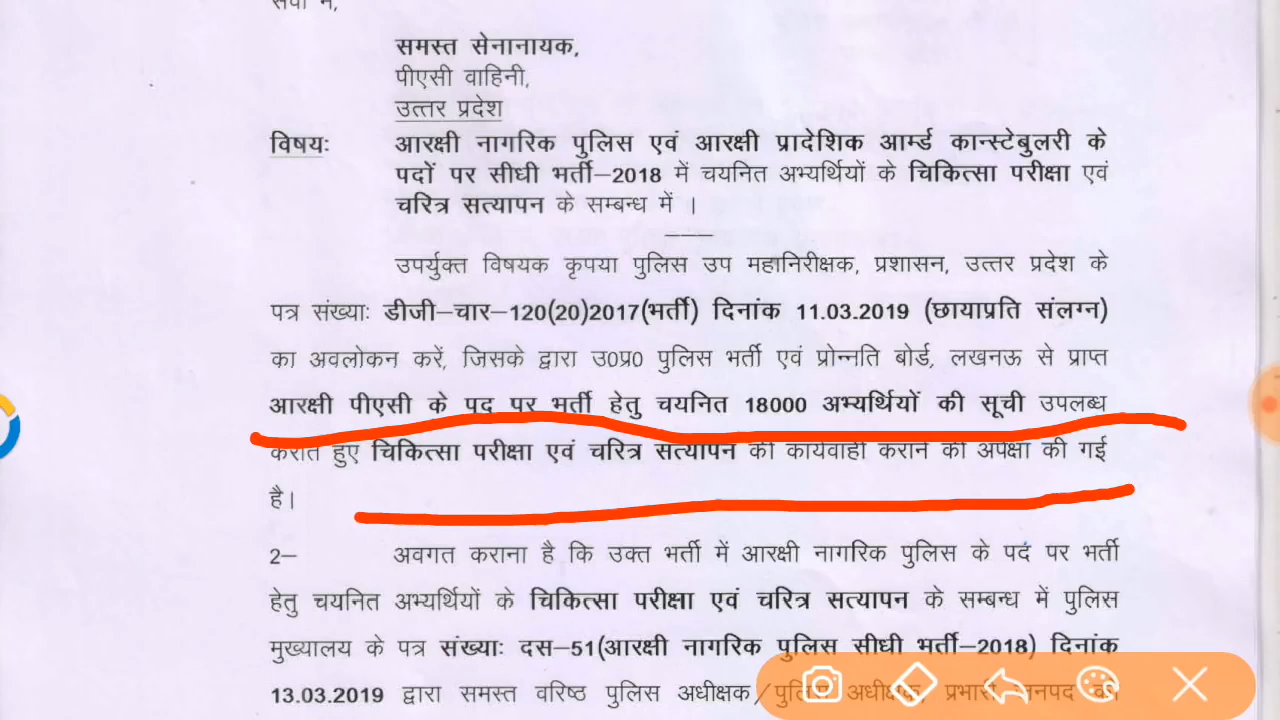 समस्त सेनानायक,
पीएसी वाहिनी,
उत्तर प्रदेश
विषयः आरक्षी नागरिक पुलिस एवं आरक्षी प्रादेशिक आर्म्ड कान्स्टेबुलरी के
पदों पर सीधी भर्ती–2018 में चयनित अभ्यर्थियों के चिकित्सा परीक्षा एवं
चरित्र सत्यापन के सम्बन्ध में ।
उपर्युक्त विषयक कृपया पुलिस उप महानिरीक्षक, प्रशासन, उत्तर प्रदेश के
पत्र संख्याः डीजी–चार–120(20)2017(भर्ती) दिनांक 11.03.2019 (छायाप्रति संलग्न)
का अवलोकन करें, जिसके द्वारा उ0प्र0 पुलिस भर्ती एवं प्रोन्नति बोर्ड, लखनऊ से प्राप्त
आरक्षी पीएसी के पद पर भर्ती हेतु चयनित 18000 अभ्यर्थियों की सूची उपलब्ध
कराते हुए चिकित्सा परीक्षा एवं चरित्र सत्यापन की कार्यवाही कराने की अपेक्षा की गई
है।
2– अवगत कराना है कि उक्त भर्ती में आरक्षी नागरिक पुलिस के पद पर भर्ती
हेतु चयनित अभ्यर्थियों के चिकित्सा परीक्षा एवं चरित्र सत्यापन के सम्बन्ध में पुलिस
मुख्यालय के पत्र संख्याः दस–51(आरक्षी नागरिक पुलिस सीधी भर्ती–2018) दिनांक
13.03.2019 द्वारा समस्त वरिष्ठ पुलिस अधीक्षक/पुलिस अधीक्षक, प्रभारी जनपद